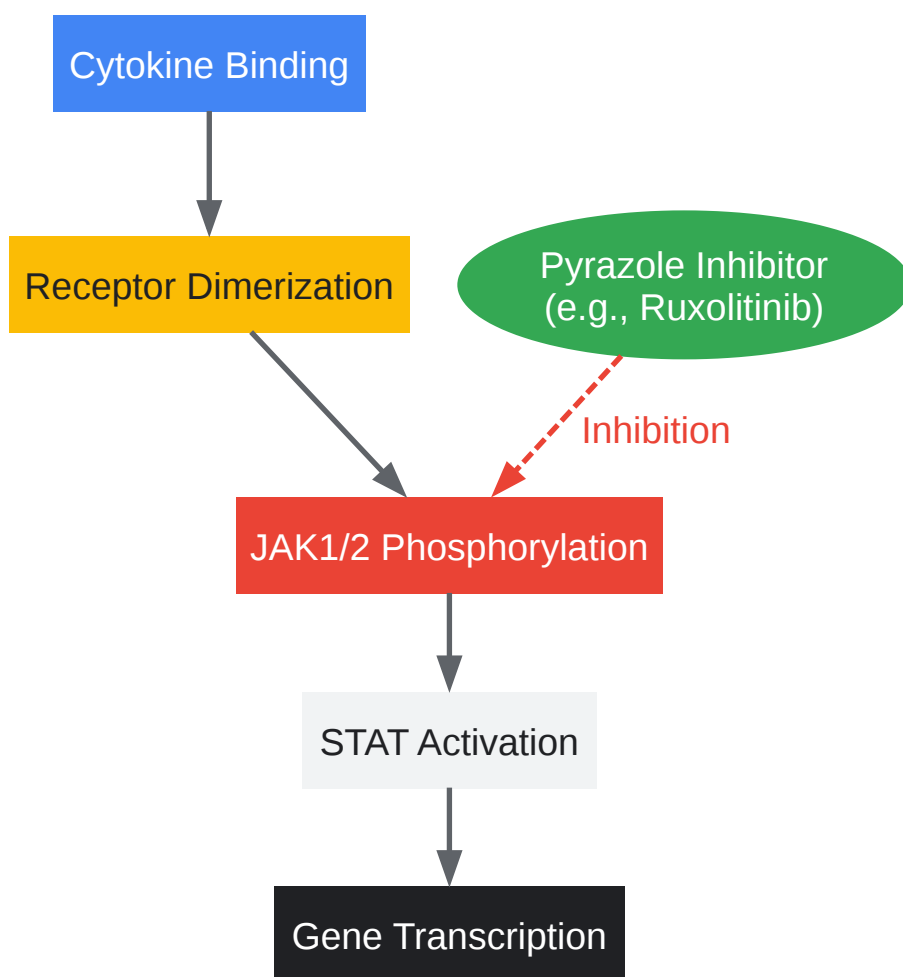 Cytokine Binding
Receptor Dimerization
Pyrazole Inhibitor
(e.g., Ruxolitinib)
Inhibition
JAK1/2 Phosphorylation
STAT Activation
Gene Transcription